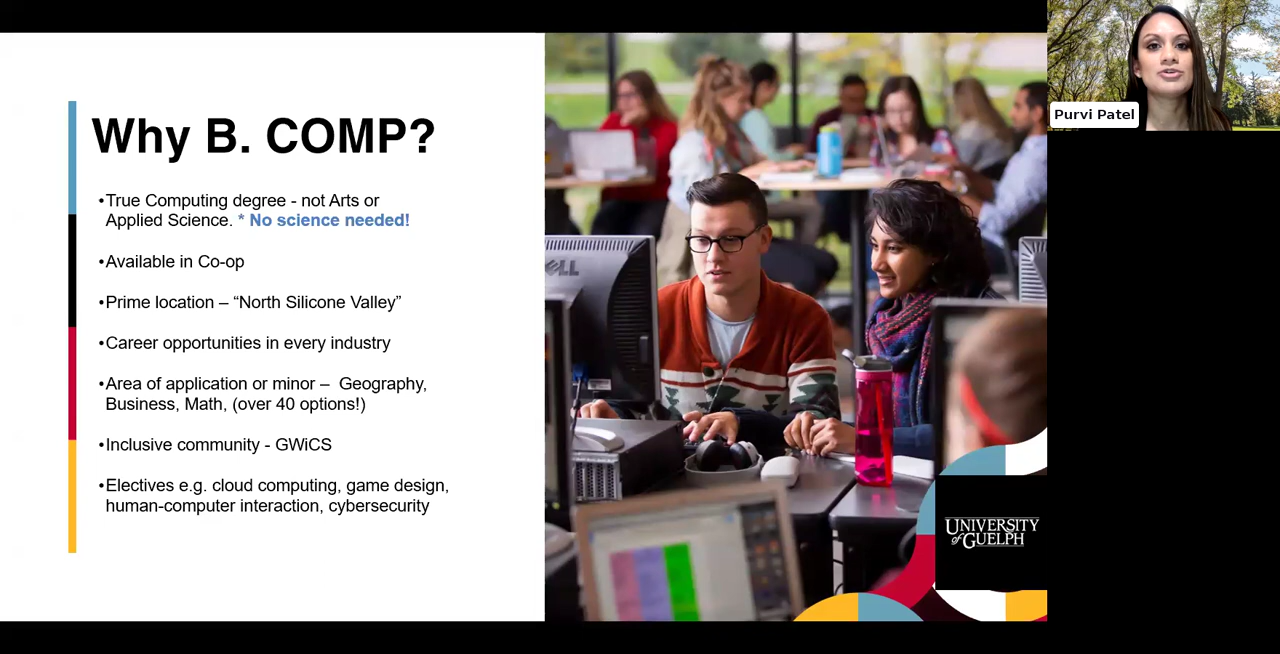 Why B. COMP?
•True Computing degree - not Arts or
Applied Science. * No science needed!
•Available in Co-op
•Prime location – “North Silicone Valley”
•Career opportunities in every industry
•Area of application or minor –  Geography,
Business, Math, (over 40 options!)
•Inclusive community - GWiCS
•Electives e.g. cloud computing, game design,
human-computer interaction, cybersecurity
DELL
UNIVERSITY
of GUELPH
Purvi Patel